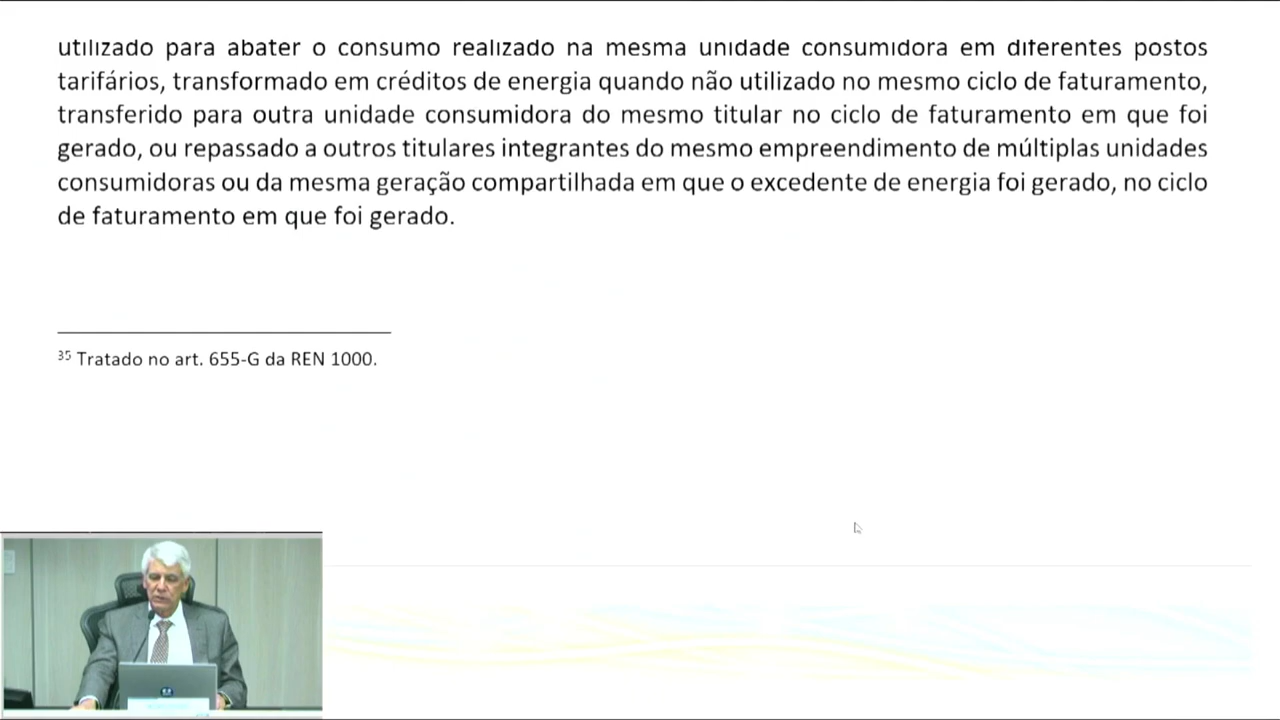 utilizado para abater o consumo realizado na mesma unidade consumidora em diferentes postos
tarifários, transformado em créditos de energia quando não utilizado no mesmo ciclo de faturamento,
transferido para outra unidade consumidora do mesmo titular no ciclo de faturamento em que foi
gerado, ou repassado a outros titulares integrantes do mesmo empreendimento de múltiplas unidades
consumidoras ou da mesma geração compartilhada em que o excedente de energia foi gerado, no ciclo
de faturamento em que foi gerado.
35 Tratado no art. 655-G da REN 1000.